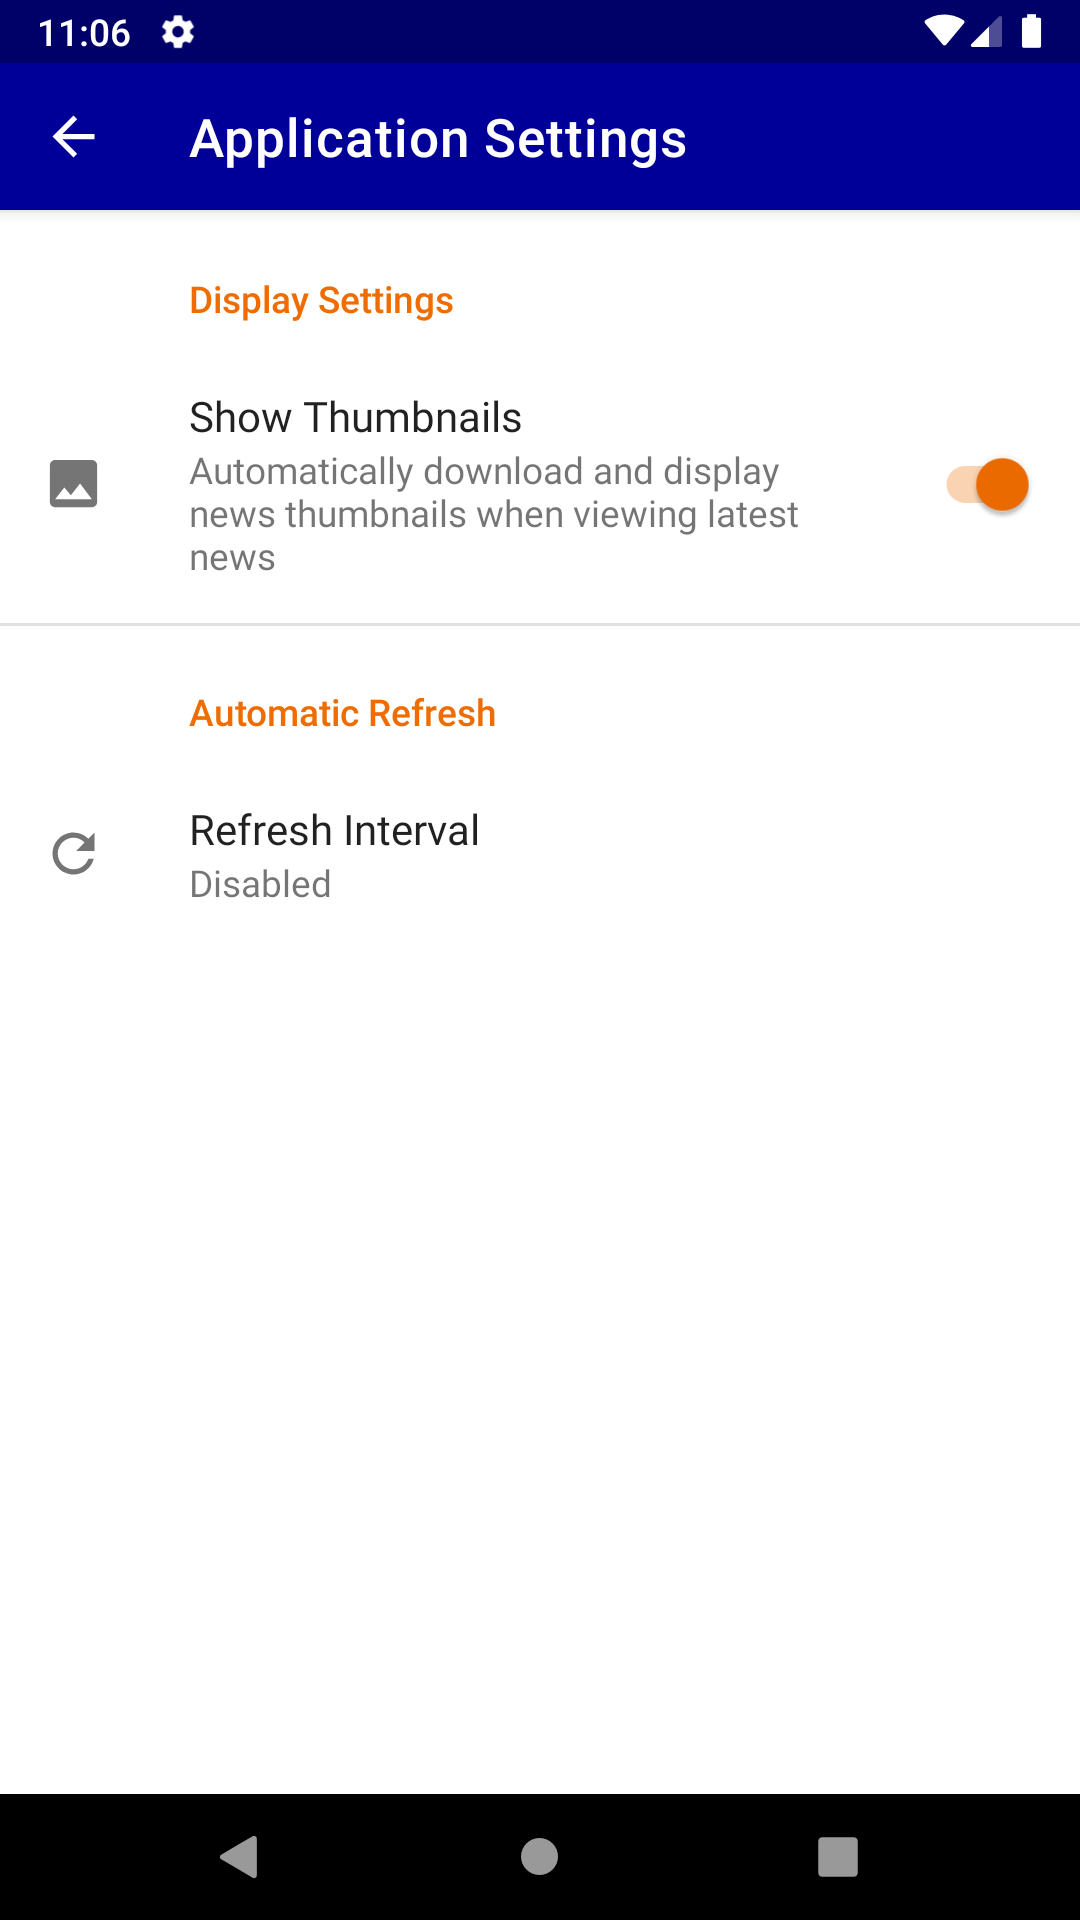 11:06
Application Settings
Display Settings
Show Thumbnails
Automatically download and display
news thumbnails when viewing latest
news
Automatic Refresh
Refresh Interval
Disabled